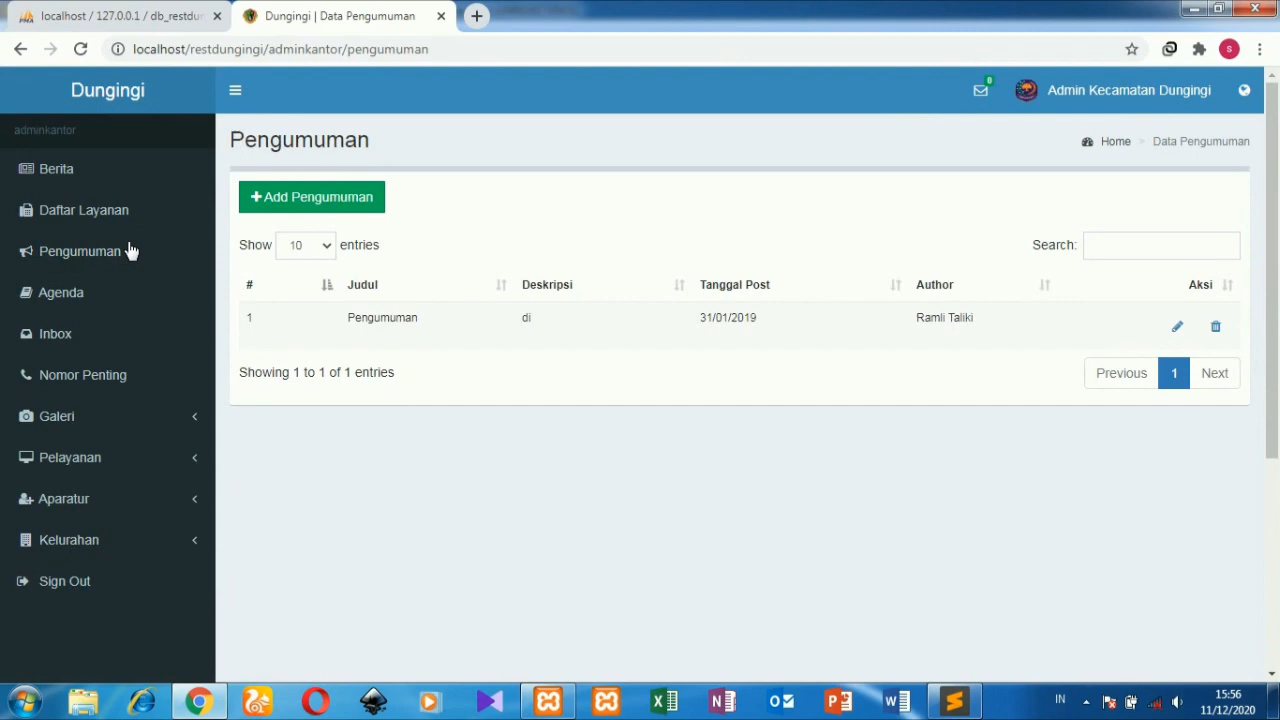 localhost / 127.0.0.1 / db_restdu
Dungingi | Data Pengumuman
localhost/restdungingi/adminkantor/pengumuman
S
Dungingi
0
Admin Kecamatan Dungingi
adminkantor
Berita
Daftar Layanan
Pengumuman
Agenda
Inbox
Nomor Penting
Galeri
Pelayanan
Aparatur
Kelurahan
Sign Out
Pengumuman
Home > Data Pengumuman
Add Pengumuman
Show 10 entries
Search:
# Judul Deskripsi Tanggal Post Author Aksi
1 Pengumuman di 31/01/2019 Ramli Taliki
Showing 1 to 1 of 1 entries
Previous 1 Next
IN
15:56
11/12/2020